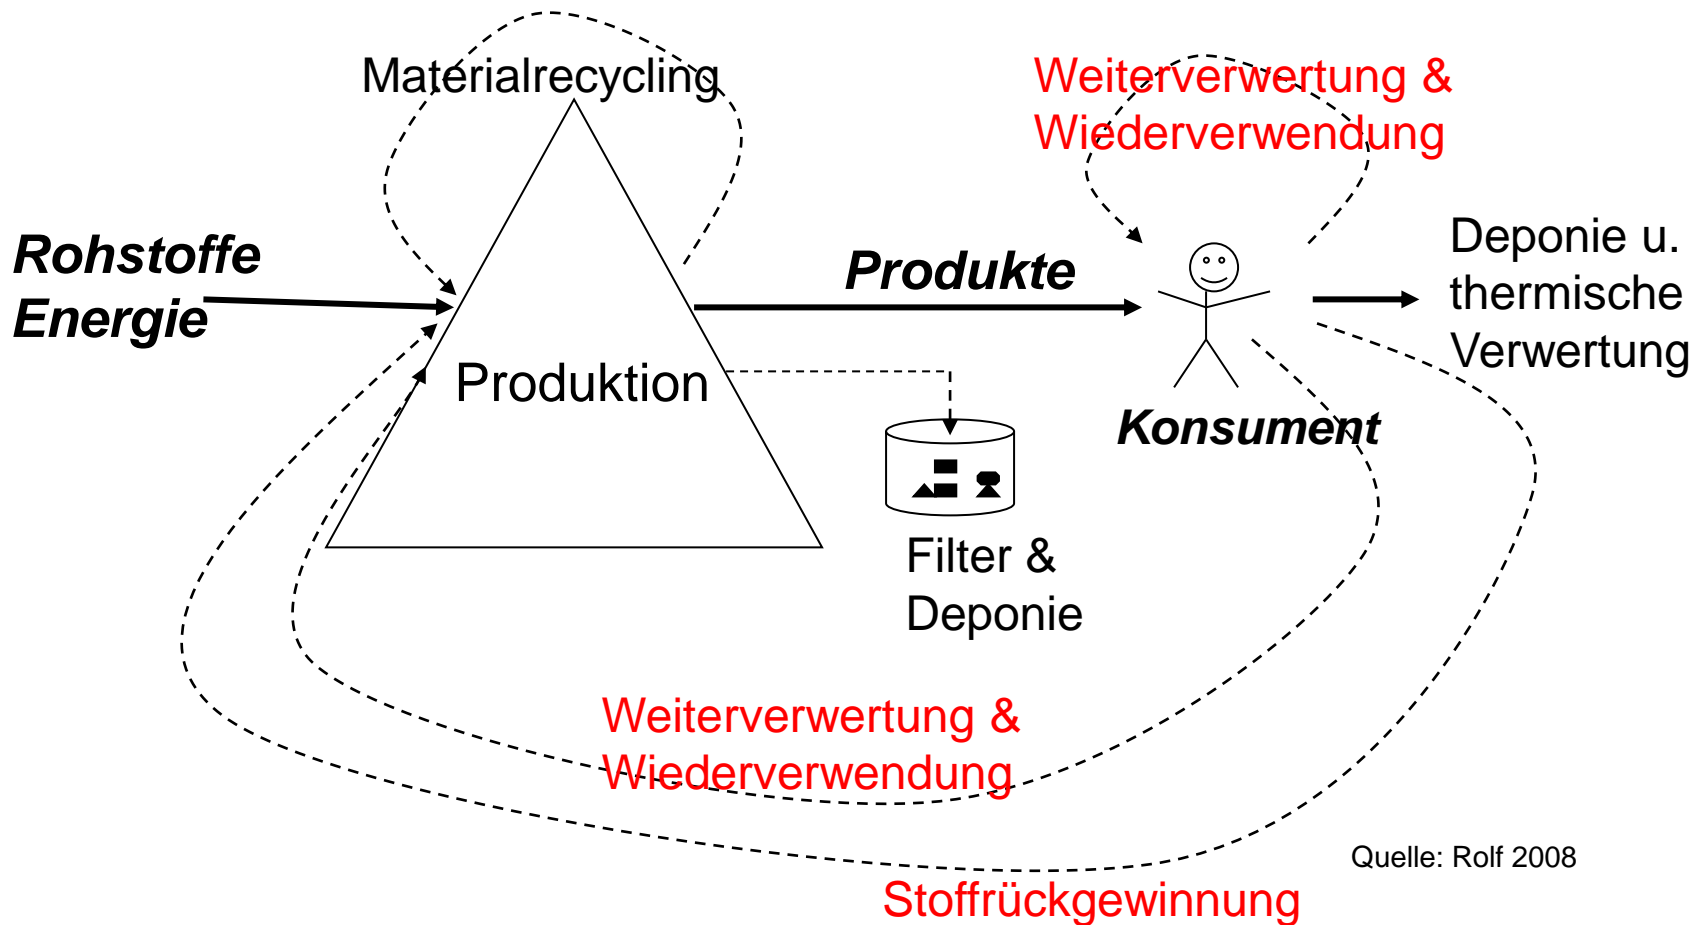 Materialrecycling
Weiterverwertung &
Wiederverwendung
Rohstoffe
Energie
Produkte
Deponie u.
thermische
Verwertung
Produktion
Konsument
Filter &
Deponie
Weiterverwertung &
Wiederverwendung
Quelle: Rolf 2008
Stoffrückgewinnung